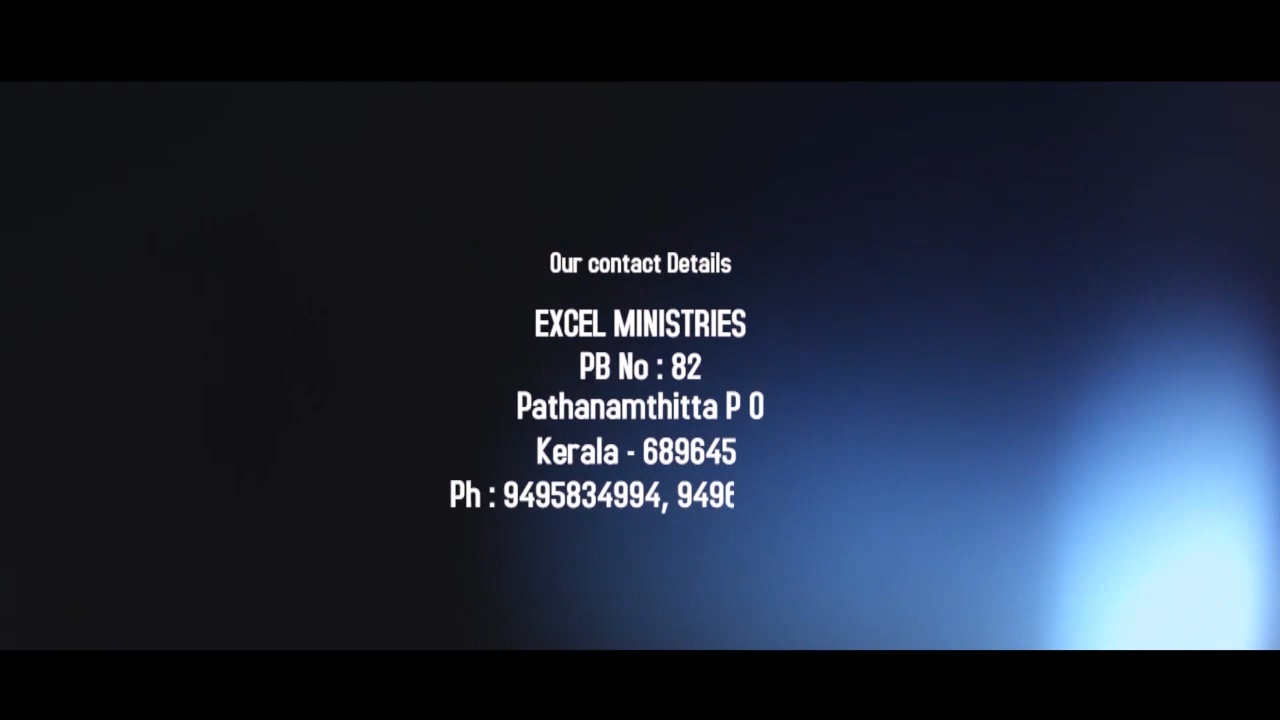 Our contact Details
EXCEL MINISTRIES
PB No : 82
Pathanamthitta P O
Kerala - 689645
Ph : 9495834994,